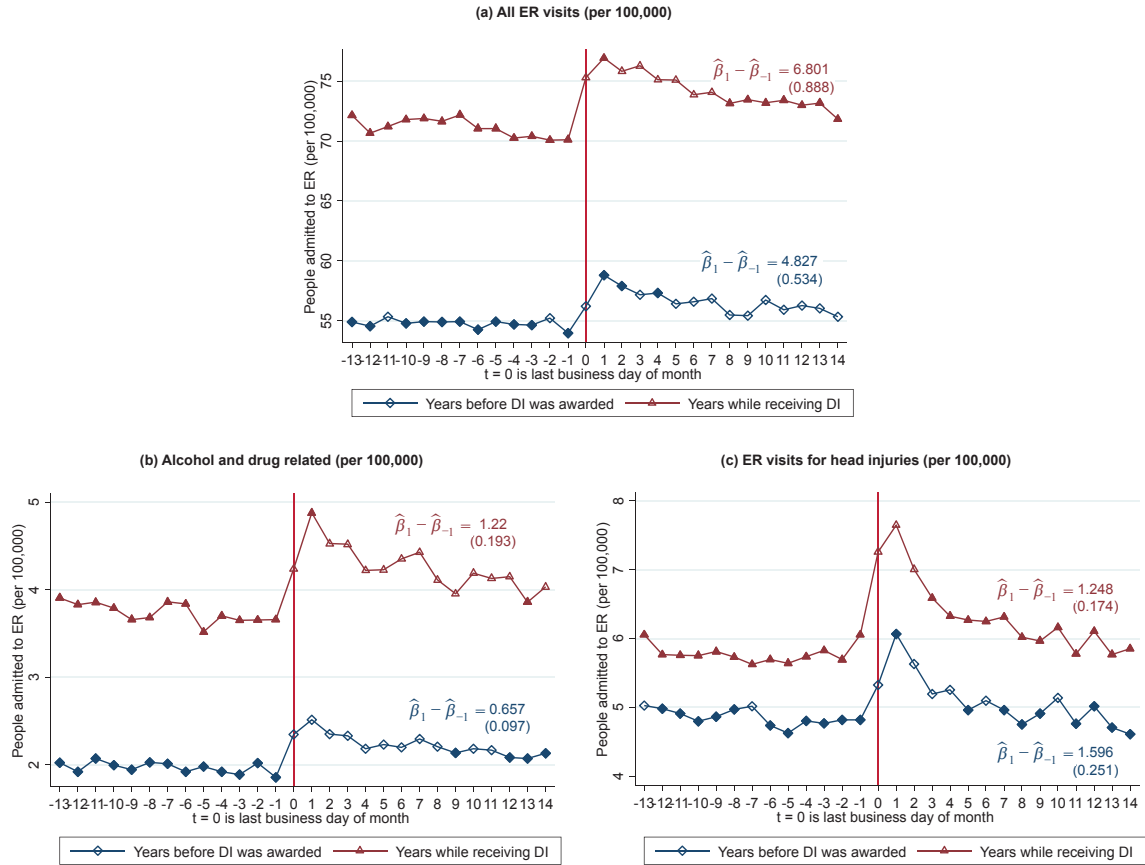 (a) All ER visits (per 100,000)
People admitted to ER (per 100,000)
75
70
65
60
55
β̂₁ − β̂₋₁ = 6.801
(0.888)
β̂₁ − β̂₋₁ = 4.827
(0.534)
-13 -12 -11 -10 -9 -8 -7 -6 -5 -4 -3 -2 -1 0 1 2 3 4 5 6 7 8 9 10 11 12 13 14
t = 0 is last business day of month
Years before DI was awarded Years while receiving DI
(b) Alcohol and drug related (per 100,000)
People admitted to ER (per 100,000)
5
4
3
2
β̂₁ − β̂₋₁ = 1.22
(0.193)
β̂₁ − β̂₋₁ = 0.657
(0.097)
-13 -12 -11 -10 -9 -8 -7 -6 -5 -4 -3 -2 -1 0 1 2 3 4 5 6 7 8 9 10 11 12 13 14
t = 0 is last business day of month
Years before DI was awarded Years while receiving DI
(c) ER visits for head injuries (per 100,000)
People admitted to ER (per 100,000)
8
7
6
5
4
β̂₁ − β̂₋₁ = 1.248
(0.174)
β̂₁ − β̂₋₁ = 1.596
(0.251)
-13 -12 -11 -10 -9 -8 -7 -6 -5 -4 -3 -2 -1 0 1 2 3 4 5 6 7 8 9 10 11 12 13 14
t = 0 is last business day of month
Years before DI was awarded Years while receiving DI